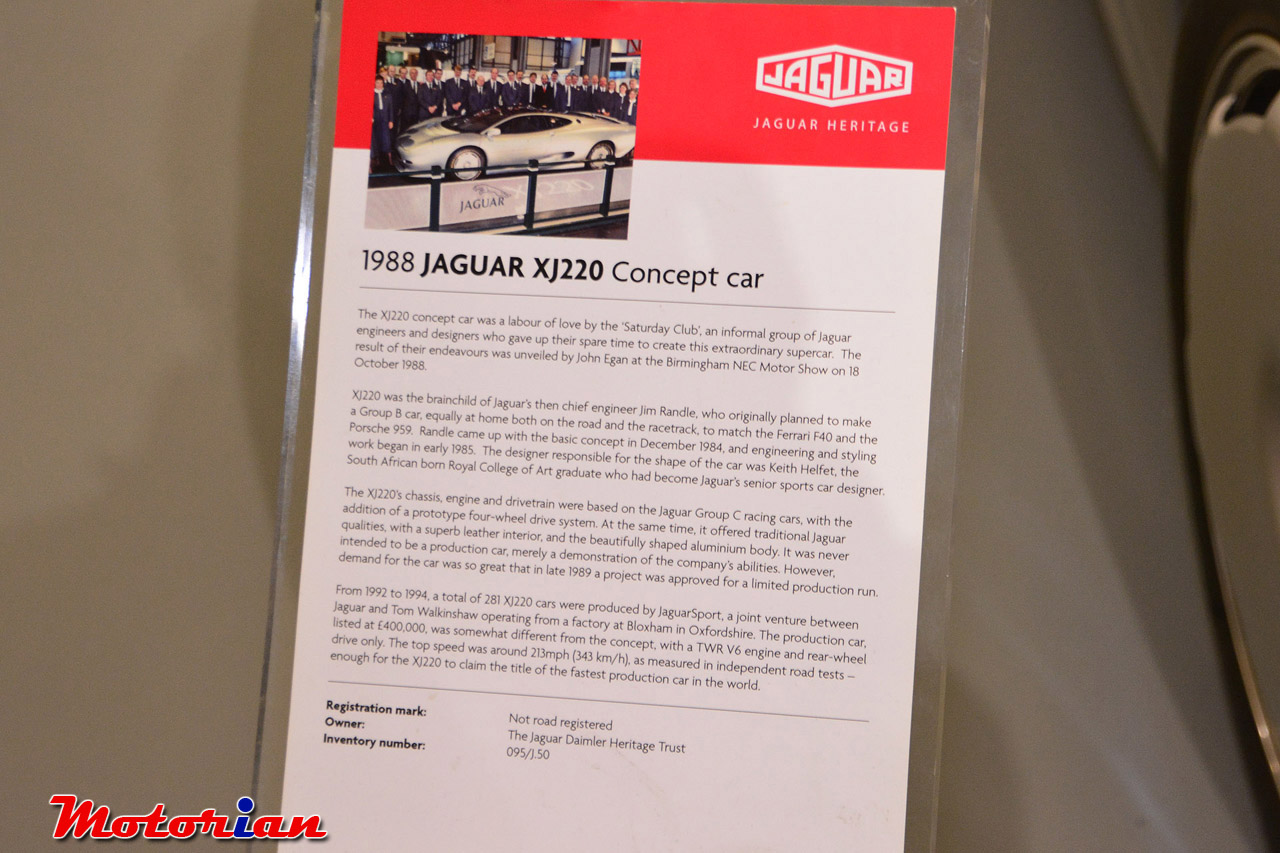 JAGUAR
JAGUAR HERITAGE
JAGUAR
1988 JAGUAR XJ220 Concept car
The XJ220 concept car was a labour of love by the ‘Saturday Club’, an informal group of Jaguar
engineers and designers who gave up their spare time to create this extraordinary supercar. The
result of their endeavours was unveiled by John Egan at the Birmingham NEC Motor Show on 18
October 1988.
XJ220 was the brainchild of Jaguar’s then chief engineer Jim Randle, who originally planned to make
a Group B car, equally at home both on the road and the racetrack, to match the Ferrari F40 and the
Porsche 959. Randle came up with the basic concept in December 1984, and engineering and styling
work began in early 1985. The designer responsible for the shape of the car was Keith Helfet, the
South African born Royal College of Art graduate who had become Jaguar’s senior sports car designer.
The XJ220’s chassis, engine and drivetrain were based on the Jaguar Group C racing cars, with the
addition of a prototype four-wheel drive system. At the same time, it offered traditional Jaguar
qualities, with a superb leather interior, and the beautifully shaped aluminium body. It was never
intended to be a production car, merely a demonstration of the company’s abilities. However,
demand for the car was so great that in late 1989 a project was approved for a limited production run.
From 1992 to 1994, a total of 281 XJ220 cars were produced by JaguarSport, a joint venture between
Jaguar and Tom Walkinshaw operating from a factory at Bloxham in Oxfordshire. The production car,
listed at £400,000, was somewhat different from the concept, with a TWR V6 engine and rear-wheel
drive only. The top speed was around 213mph (343 km/h), as measured in independent road tests –
enough for the XJ220 to claim the title of the fastest production car in the world.
Registration mark: Not road registered
Owner: The Jaguar Daimler Heritage Trust
Inventory number: 095/J.50
Motorian